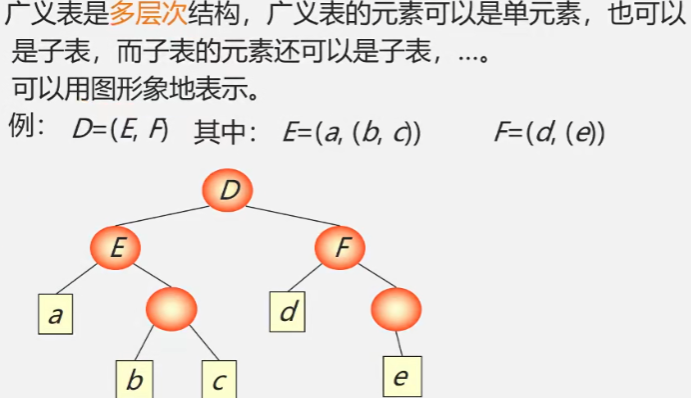 广义表是多层次结构，广义表的元素可以是单元素，也可以
是子表，而子表的元素还可以是子表，…。
可以用图形象地表示。
例： D=(E, F) 其中： E=(a, (b, c)) F=(d, (e))
D
E F
a d
b c e